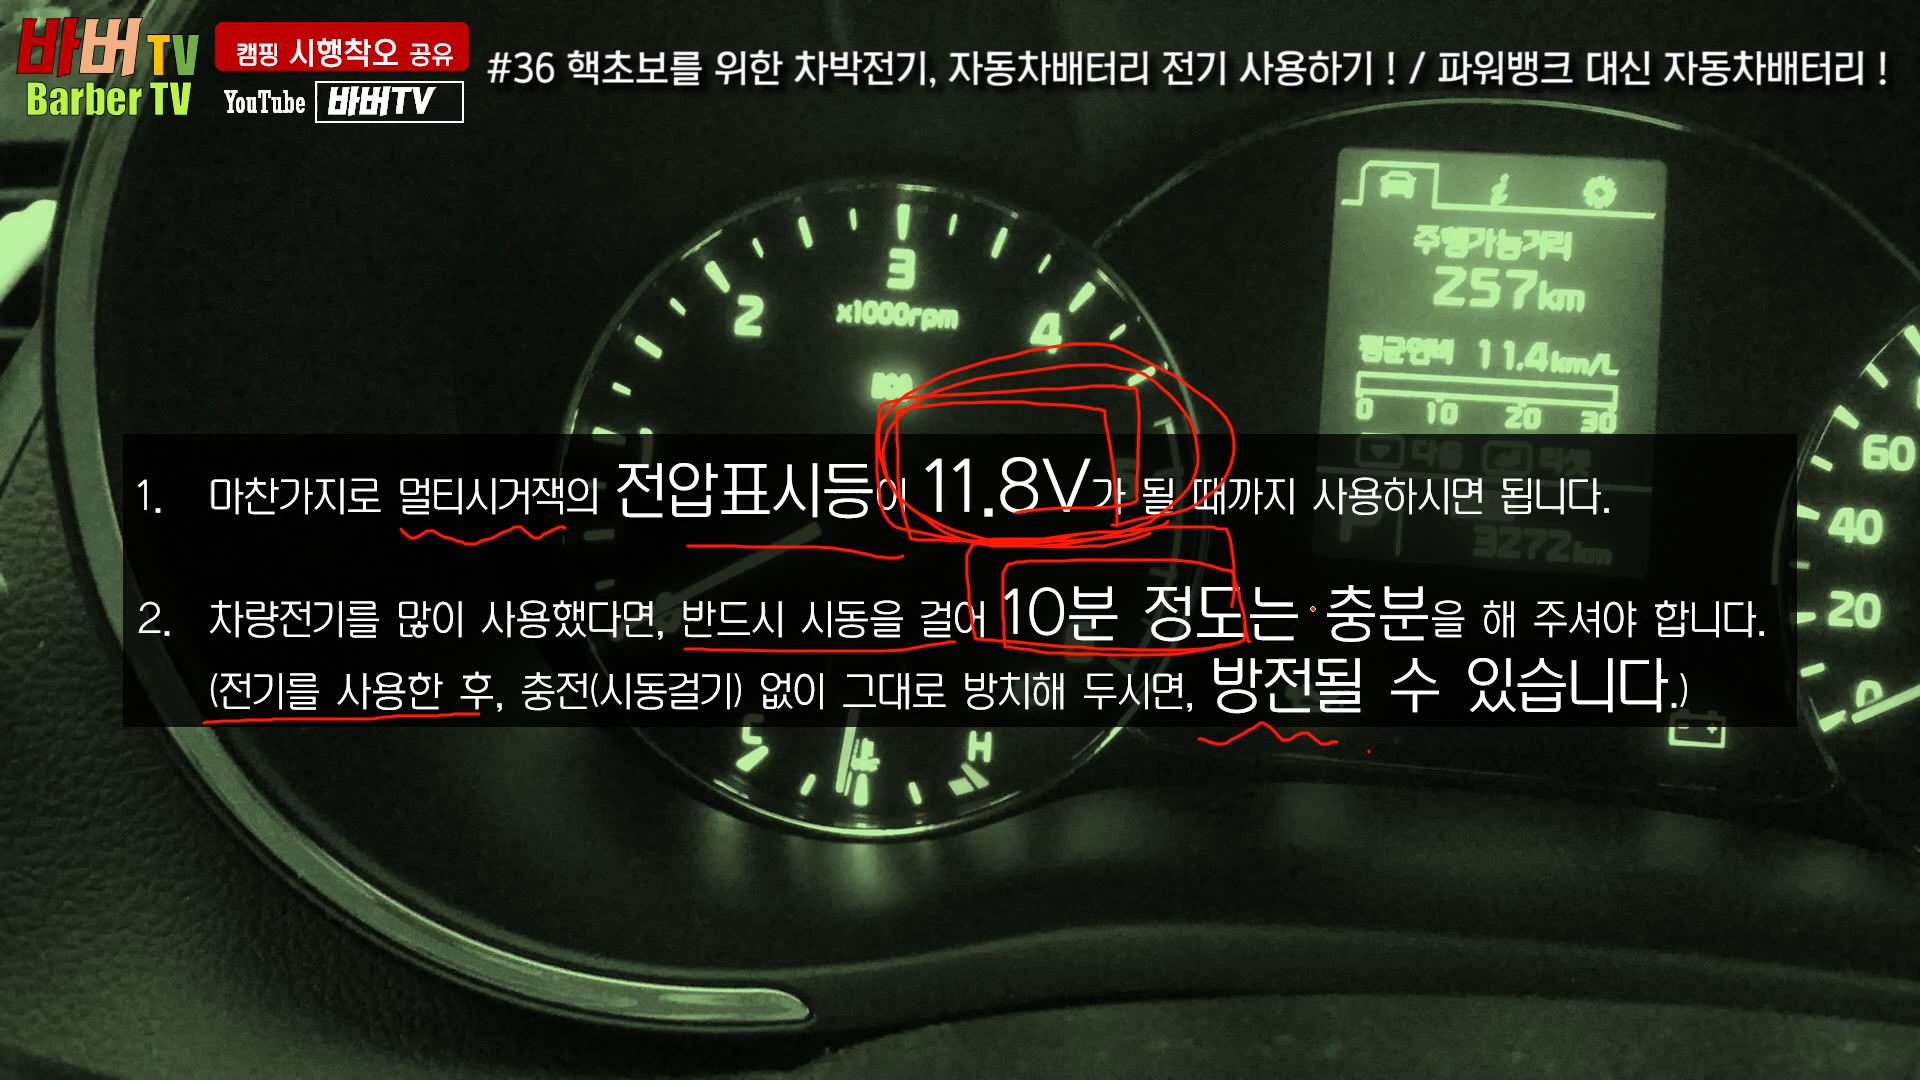 바버 TV
Barber TV
캠핑 시행착오 공유
YouTube 바버TV
#36 핵초보를 위한 차박전기, 자동차배터리 전기 사용하기 ! / 파워뱅크 대신 자동차배터리 !
주행가능거리
257km
평균연비 11.4km/L
0 10 20 30
다음
P
3272km
2
3
4
x1000rpm
ECO
1. 마찬가지로 멀티시거잭의 전압표시등이 11.8V가 될 때까지 사용하시면 됩니다.
2. 차량전기를 많이 사용했다면, 반드시 시동을 걸어 10분 정도는 충분을 해 주셔야 합니다.
(전기를 사용한 후, 충전(시동걸기) 없이 그대로 방치해 두시면, 방전될 수 있습니다.)
60
40
20
0
C
H